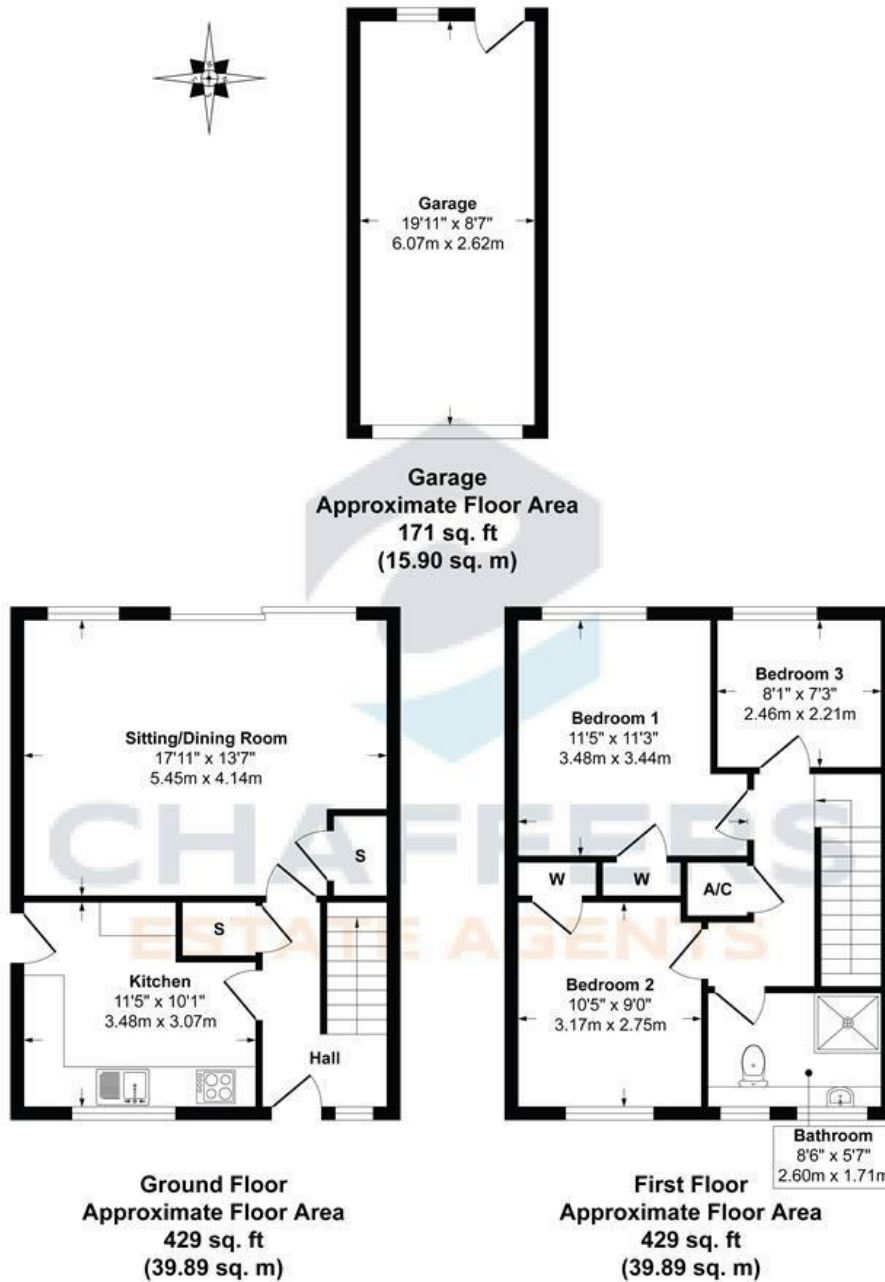 Garage
19'11" x 8'7"
6.07m x 2.62m
Garage
Approximate Floor Area
171 sq. ft
(15.90 sq. m)
Sitting/Dining Room
17'11" x 13'7"
5.45m x 4.14m
S
S
Kitchen
11'5" x 10'1"
3.48m x 3.07m
Hall
Ground Floor
Approximate Floor Area
429 sq. ft
(39.89 sq. m)
Bedroom 1
11'5" x 11'3"
3.48m x 3.44m
Bedroom 3
8'1" x 7'3"
2.46m x 2.21m
W
W
A/C
Bedroom 2
10'5" x 9'0"
3.17m x 2.75m
Bathroom
8'6" x 5'7"
2.60m x 1.71m
First Floor
Approximate Floor Area
429 sq. ft
(39.89 sq. m)
CHAFFERS
ESTATE AGENTS